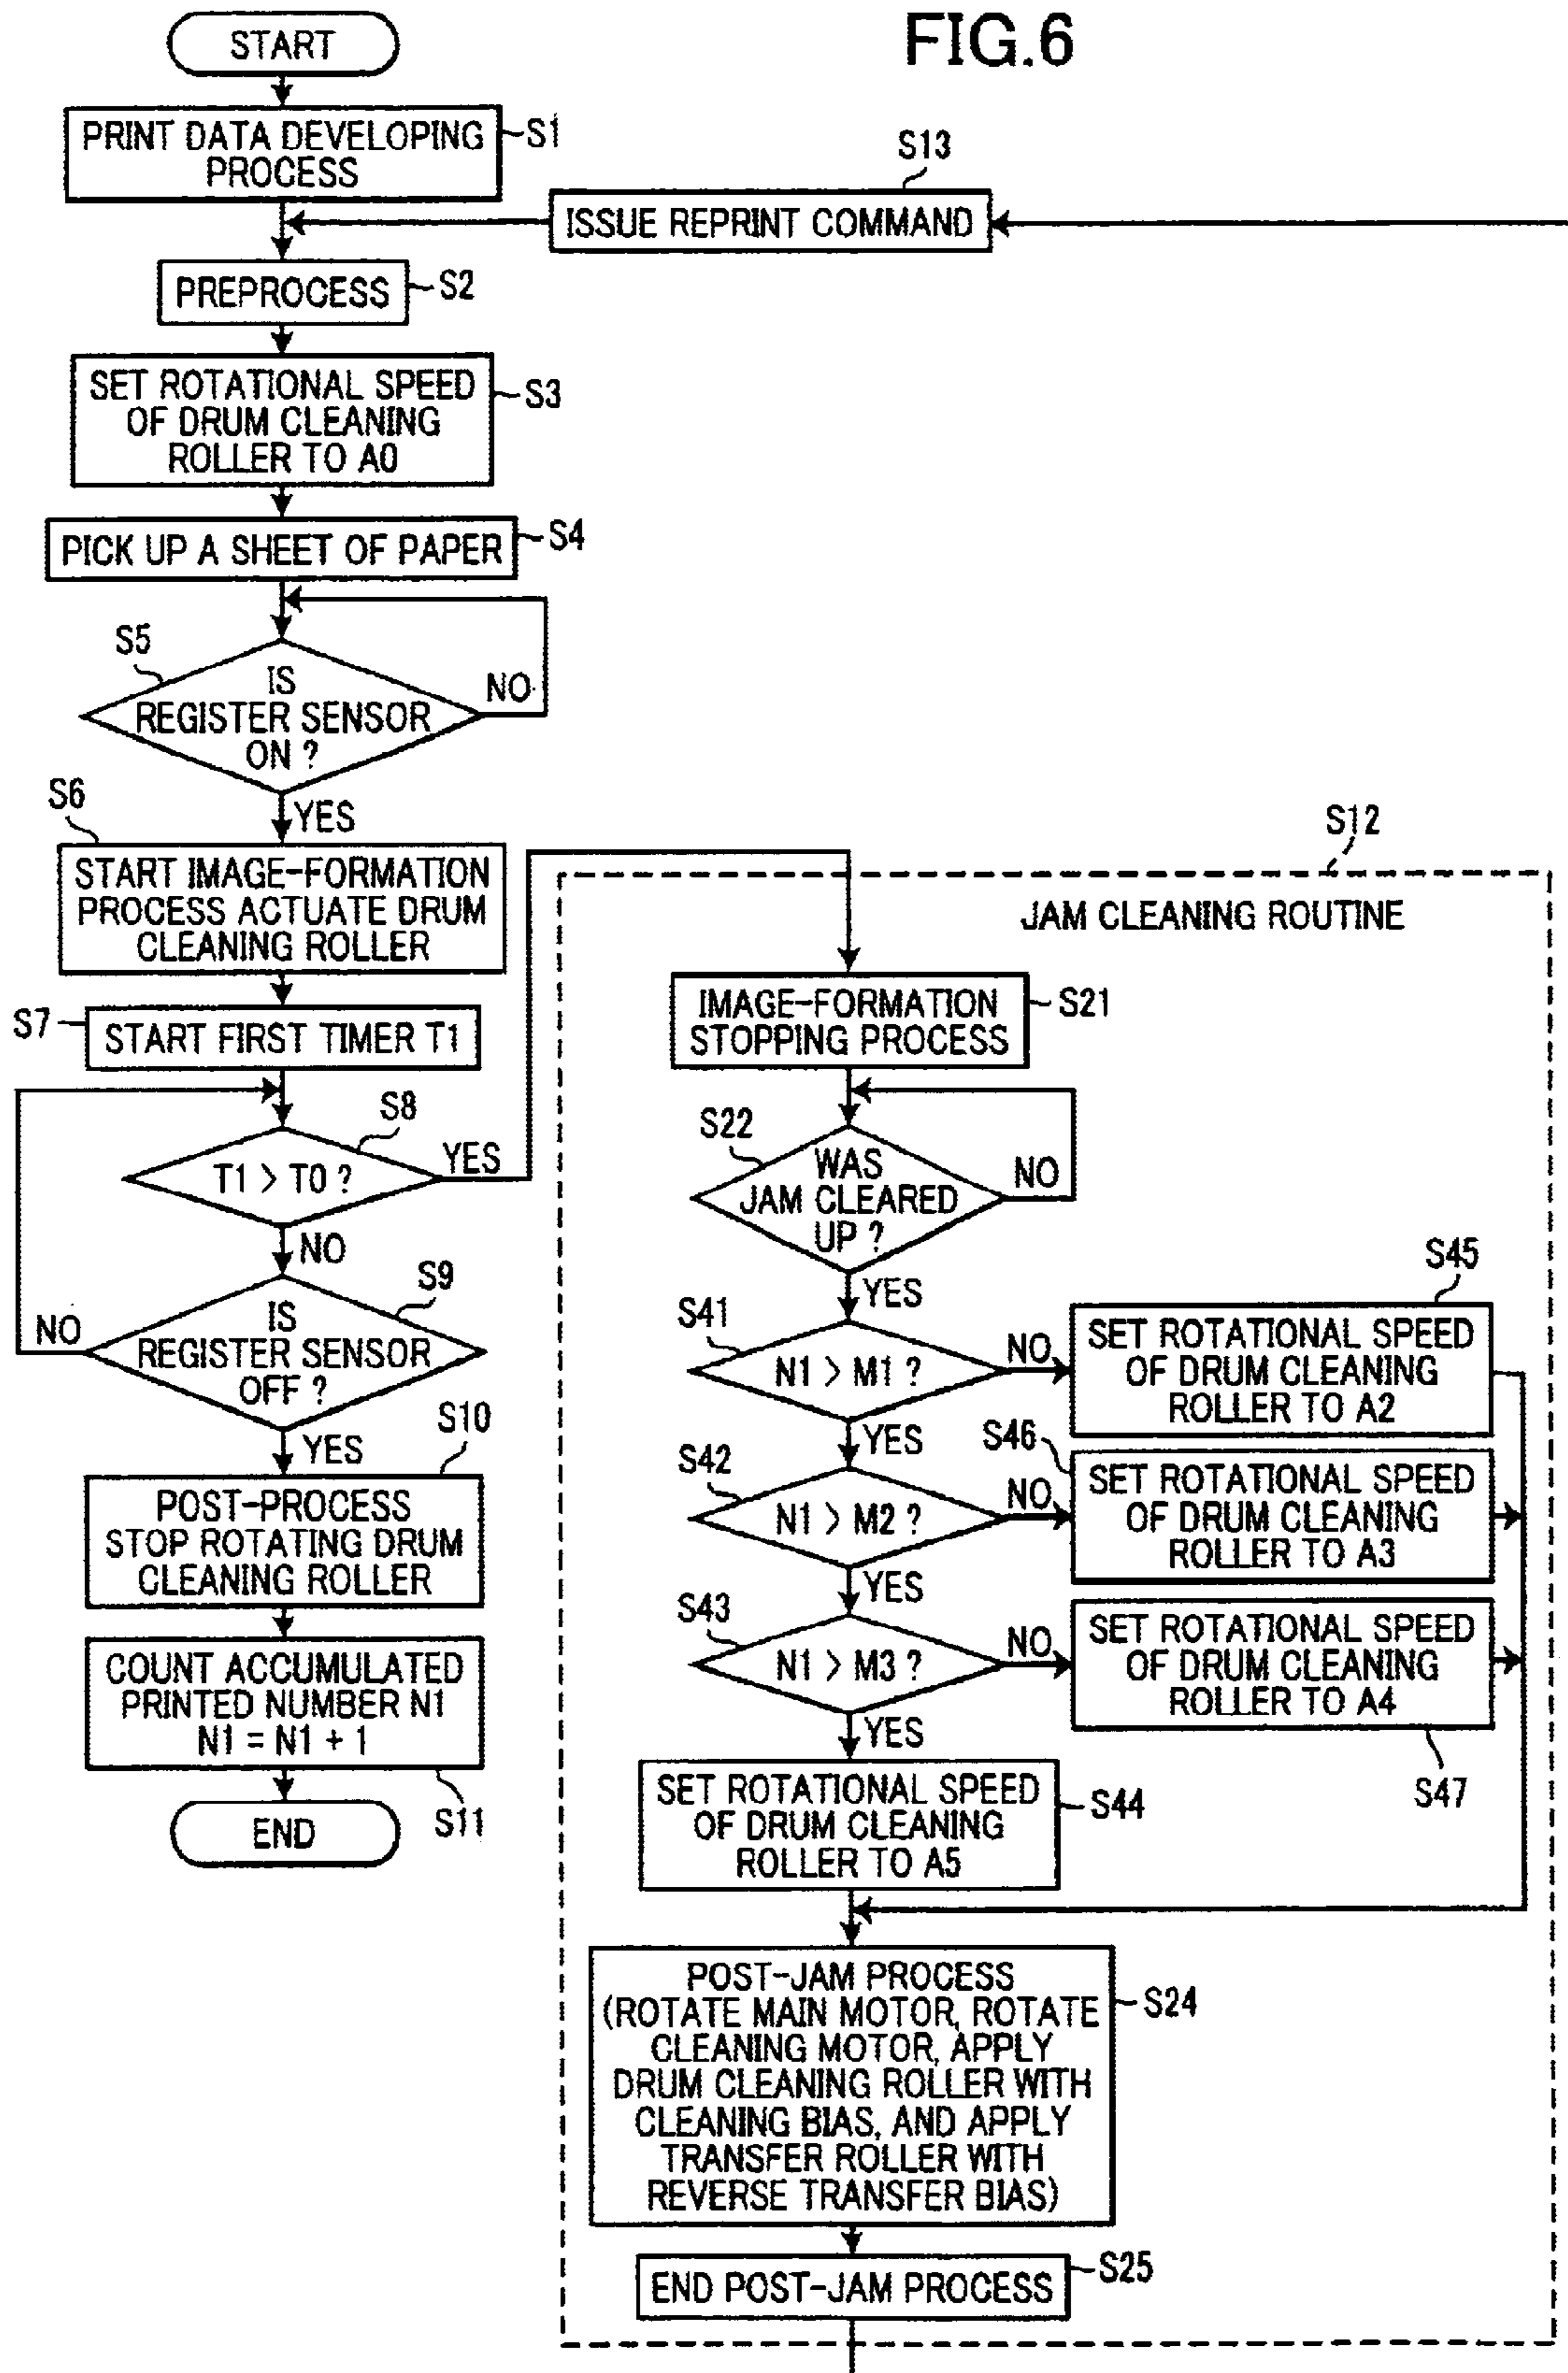 FIG.6
START
PRINT DATA DEVELOPING
PROCESS
S1
S13
ISSUE REPRINT COMMAND
PREPROCESS
S2
SET ROTATIONAL SPEED
OF DRUM CLEANING
ROLLER TO A0
S3
PICK UP A SHEET OF PAPER
S4
S5
IS
REGISTER SENSOR
ON ?
NO
YES
S6
START IMAGE-FORMATION
PROCESS ACTUATE DRUM
CLEANING ROLLER
S7
START FIRST TIMER T1
S8
T1 > T0 ?
YES
NO
S9
IS
REGISTER SENSOR
OFF ?
NO
YES
S10
POST-PROCESS
STOP ROTATING DRUM
CLEANING ROLLER
COUNT ACCUMULATED
PRINTED NUMBER N1
N1 = N1 + 1
S11
END
S12
JAM CLEANING ROUTINE
IMAGE-FORMATION
STOPPING PROCESS
S21
S22
WAS
JAM CLEARED
UP ?
NO
YES
S41
N1 > M1 ?
NO
S45
SET ROTATIONAL SPEED
OF DRUM CLEANING
ROLLER TO A2
YES
S42
N1 > M2 ?
NO
S46
SET ROTATIONAL SPEED
OF DRUM CLEANING
ROLLER TO A3
YES
S43
N1 > M3 ?
NO
SET ROTATIONAL SPEED
OF DRUM CLEANING
ROLLER TO A4
S47
YES
SET ROTATIONAL SPEED
OF DRUM CLEANING
ROLLER TO A5
S44
POST-JAM PROCESS
(ROTATE MAIN MOTOR, ROTATE
CLEANING MOTOR, APPLY
DRUM CLEANING ROLLER WITH
CLEANING BIAS, AND APPLY
TRANSFER ROLLER WITH
REVERSE TRANSFER BIAS)
S24
END POST-JAM PROCESS
S25